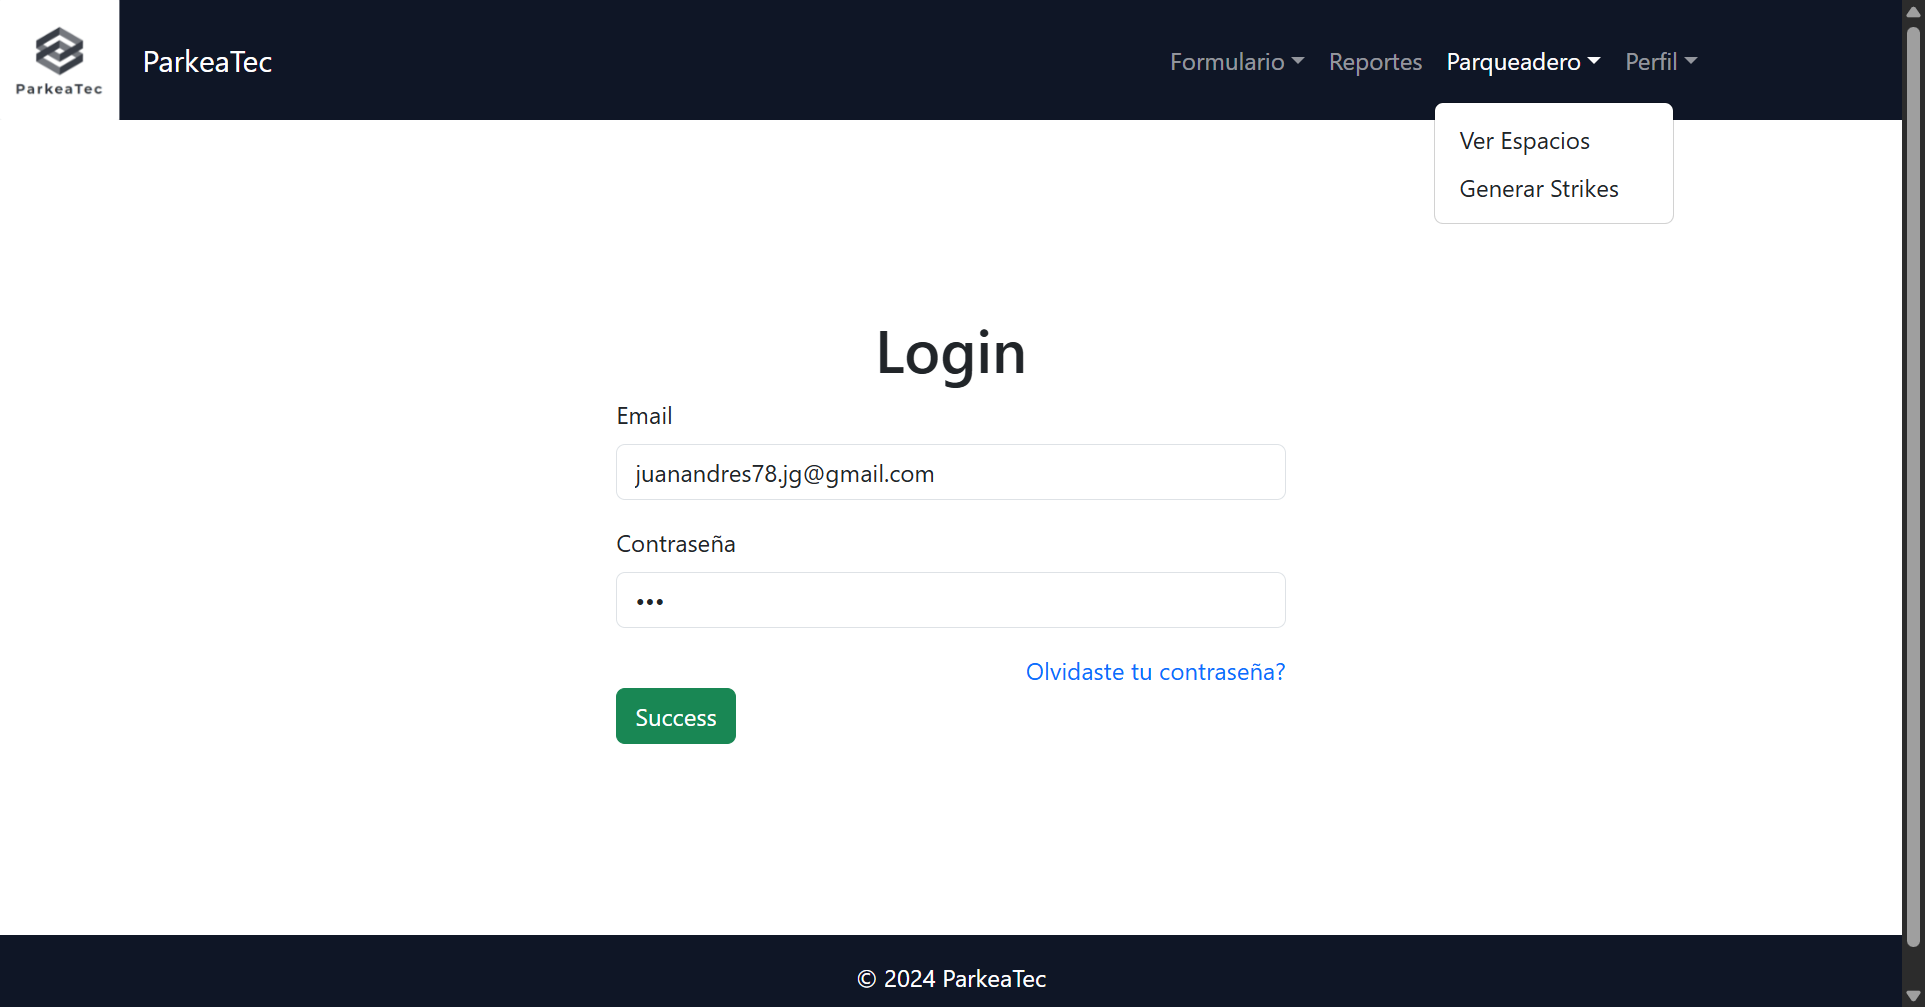 ParkeaTec
ParkeaTec
Formulario
Reportes
Parqueadero
Perfil
Ver Espacios
Generar Strikes
Login
Email
juanandres78.jg@gmail.com
Contraseña
•••
Olvidaste tu contraseña?
Success
© 2024 ParkeaTec